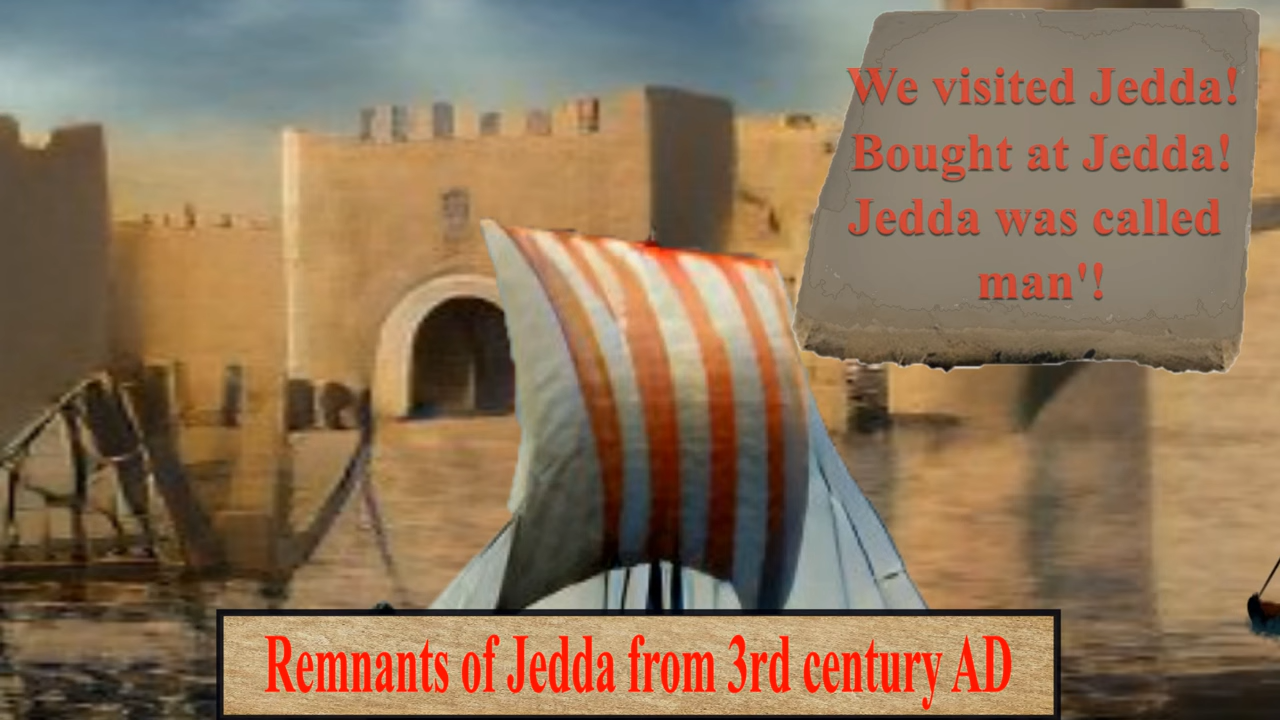 We visited Jedda!
Bought at Jedda!
Jedda was called
man'!
Remnants of Jedda from 3rd century AD